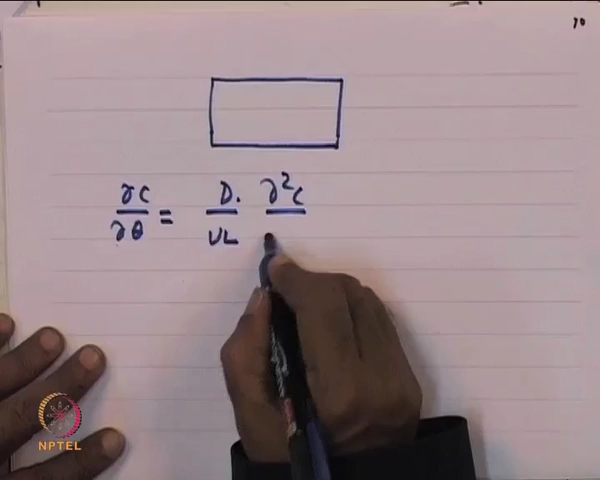 10
∂C/∂θ = D/UL ∂²C
NPTEL